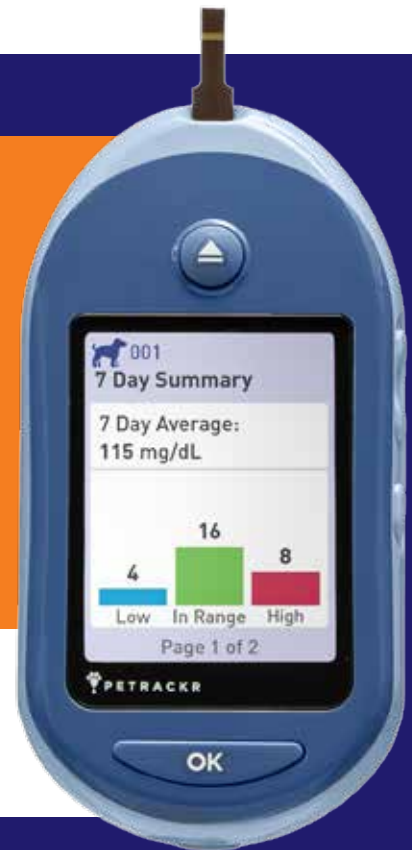 001
7 Day Summary
7 Day Average:
115 mg/dL
16
4
8
Low In Range High
Page 1 of 2
PETRACKR
OK